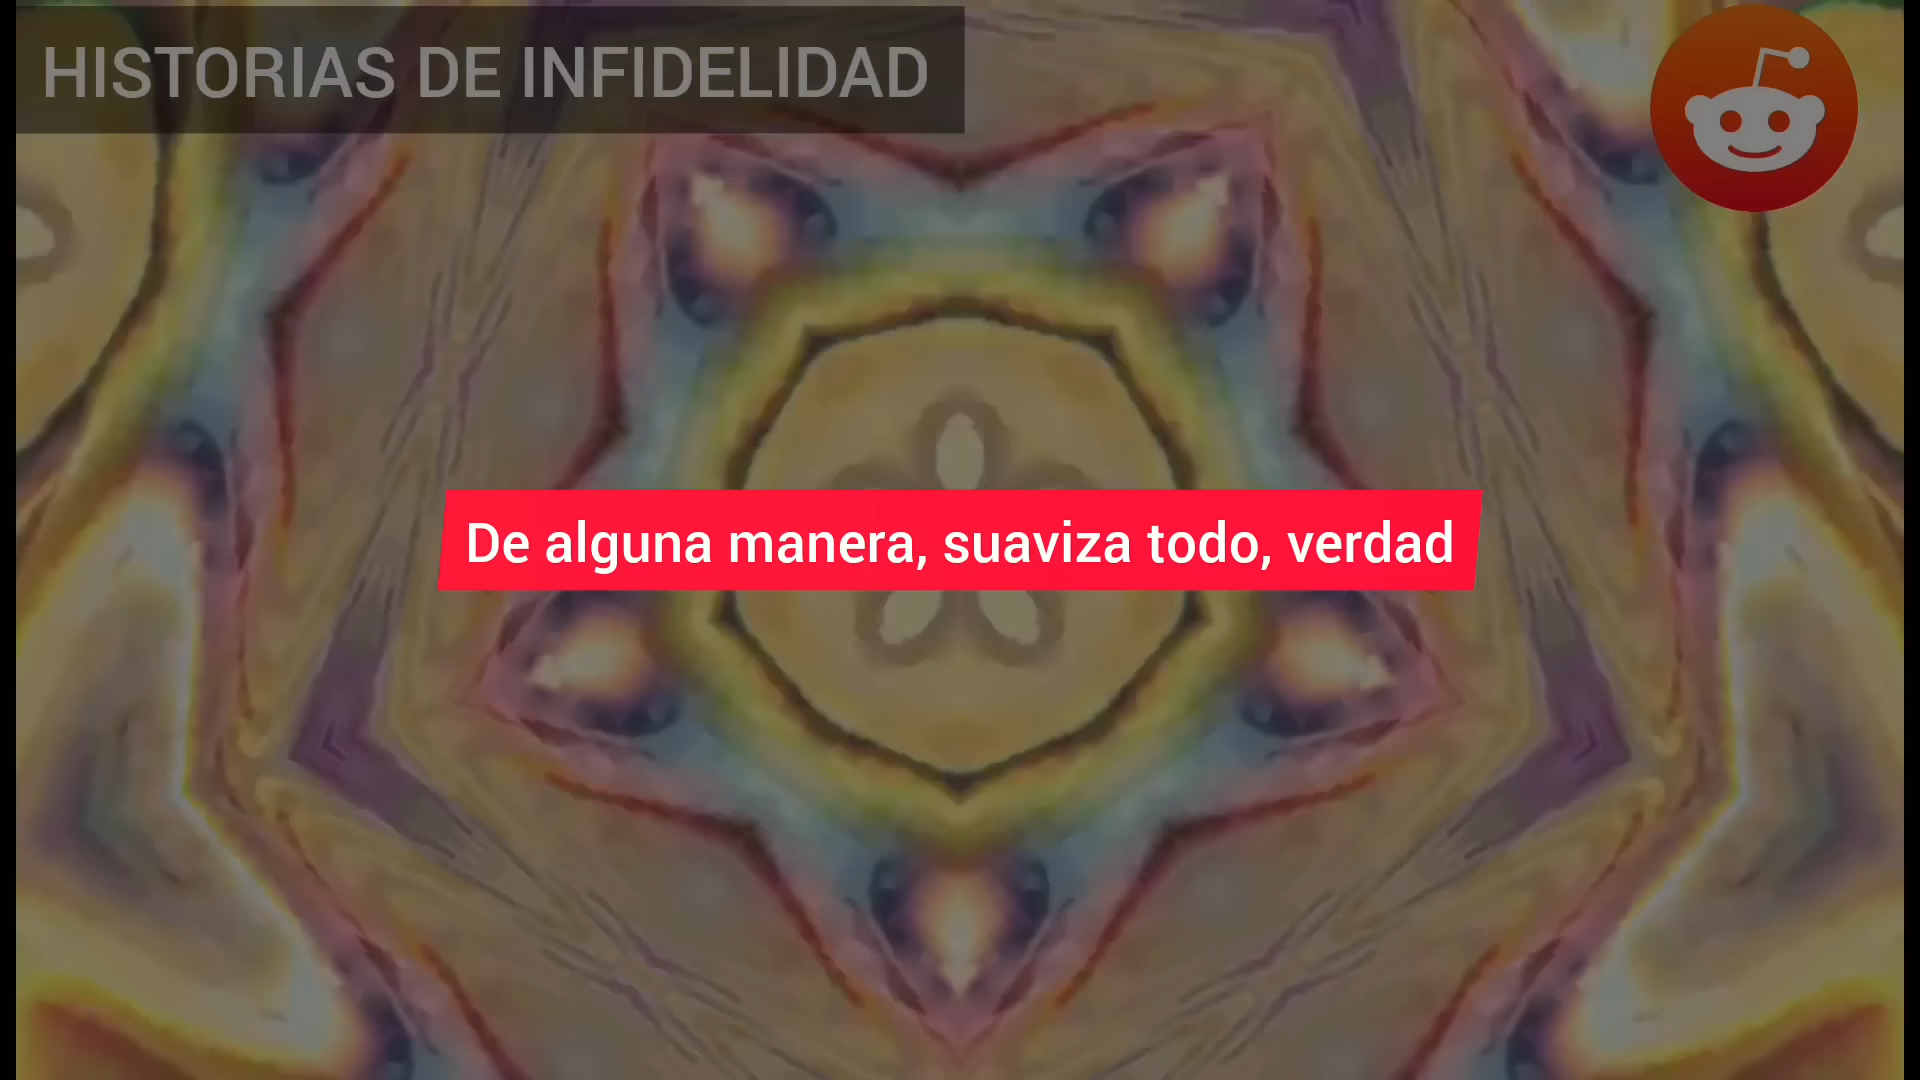 HISTORIAS DE INFIDELIDAD
De alguna manera, suaviza todo, verdad